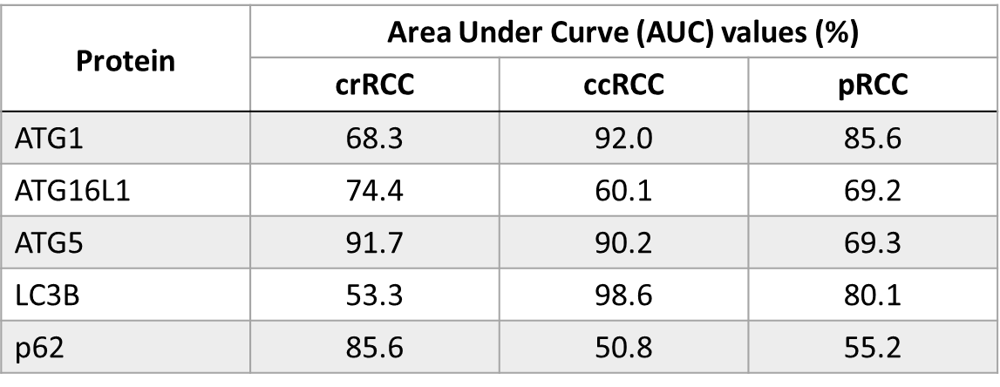 Protein
Area Under Curve (AUC) values (%)
crRCC ccRCC pRCC
ATG1 68.3 92.0 85.6
ATG16L1 74.4 60.1 69.2
ATG5 91.7 90.2 69.3
LC3B 53.3 98.6 80.1
p62 85.6 50.8 55.2